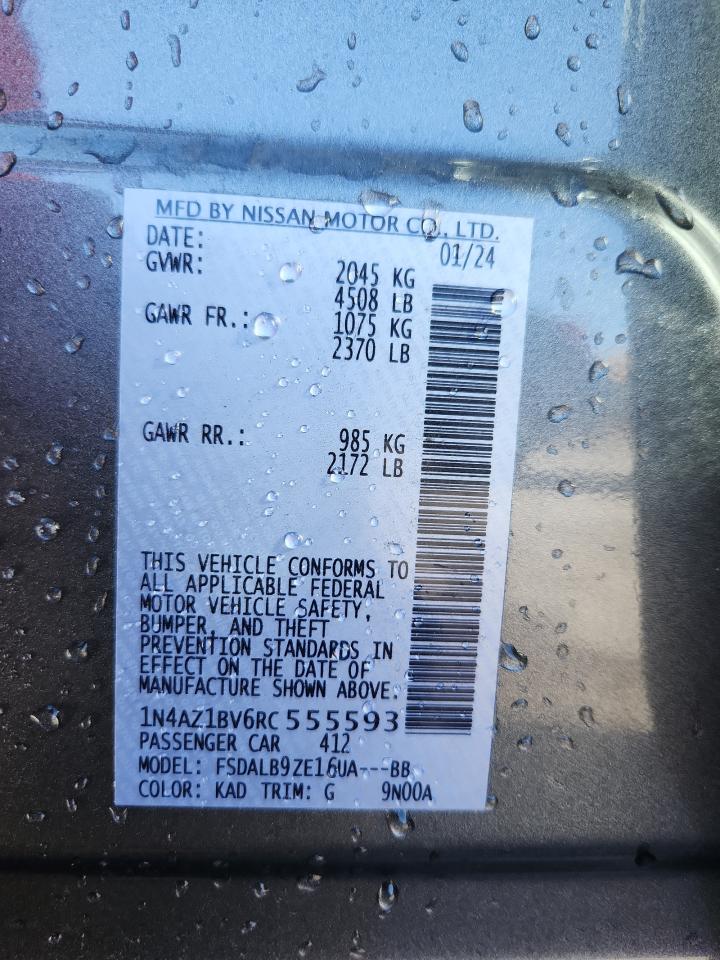 MFD BY NISSAN MOTOR CO., LTD.
DATE: 01/24
GVWR: 2045 KG
4508 LB
GAWR FR.: 1075 KG
2370 LB
GAWR RR.: 985 KG
2172 LB
THIS VEHICLE CONFORMS TO
ALL APPLICABLE FEDERAL
MOTOR VEHICLE SAFETY,
BUMPER, AND THEFT
PREVENTION STANDARDS IN
EFFECT ON THE DATE OF
MANUFACTURE SHOWN ABOVE.
1N4AZ1BV6RC 555593
PASSENGER CAR 412
MODEL: FSDALB9ZE16UA---BB
COLOR: KAD TRIM: G 9N00A